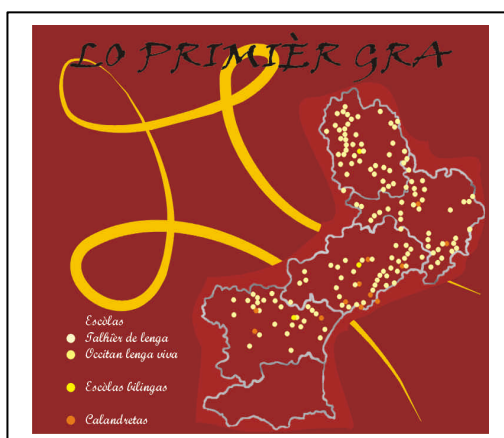 LO PRIMIÈR GRA
Escòlas
Talhièr de lenga
Occitan lenga viva
Escòlas bilingas
Calandretas